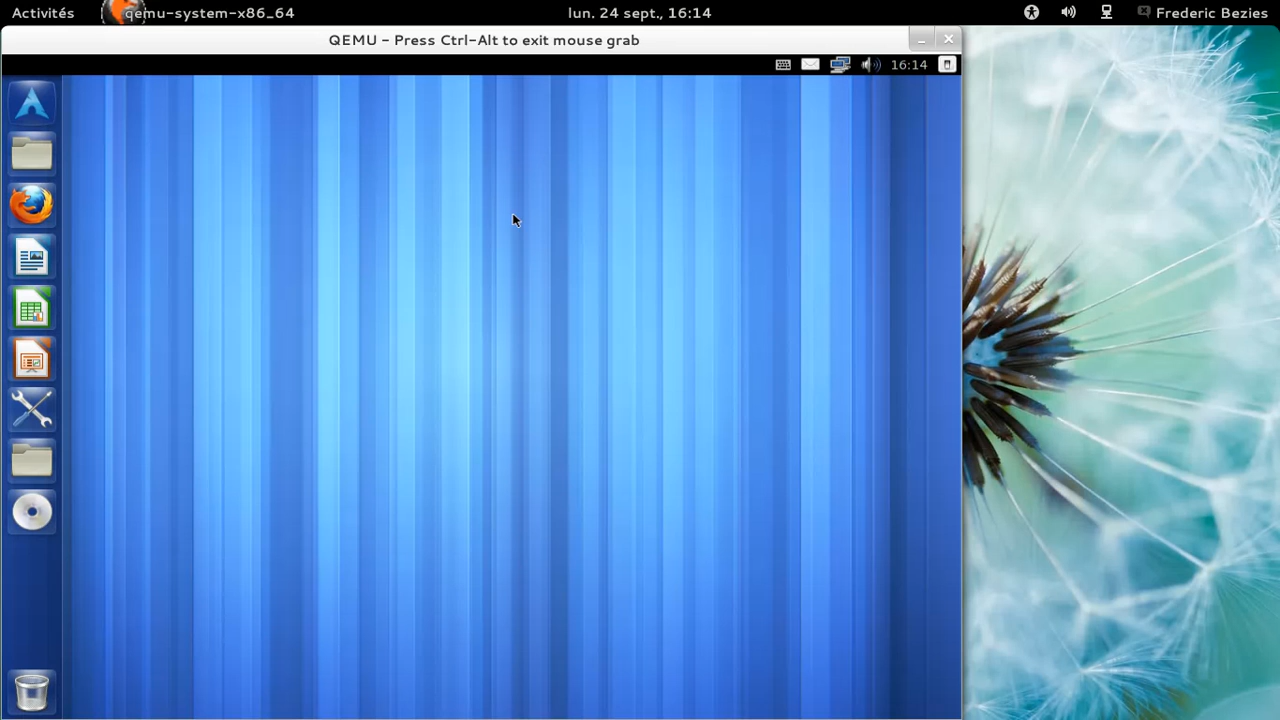 Activités qemu-system-x86_64 lun. 24 sept., 16:14 Frederic Bezies
QEMU - Press Ctrl-Alt to exit mouse grab
16:14